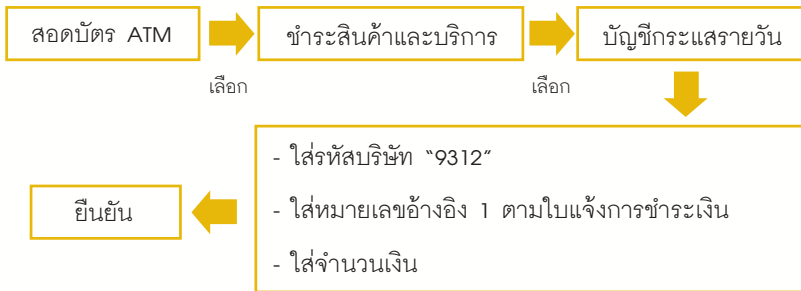 สอดบัตร ATM
เลือก
ชำระสินค้าและบริการ
เลือก
บัญชีกระแสรายวัน
- ใส่รหัสบริษัท “9312”
- ใส่หมายเลขอ้างอิง 1 ตามใบแจ้งการชำระเงิน
- ใส่จำนวนเงิน
ยืนยัน